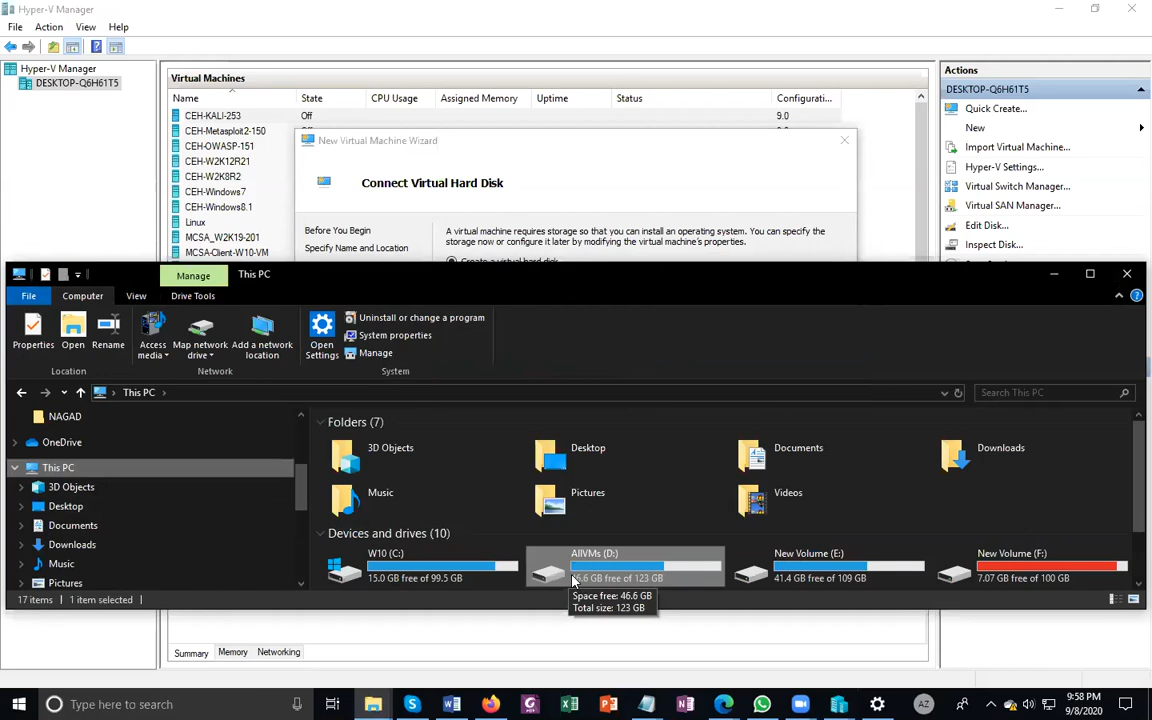 Hyper-V Manager
File Action View Help
Hyper-V Manager
DESKTOP-Q6H61T5
Virtual Machines
Name State CPU Usage Assigned Memory Uptime Status Configurati...
CEH-KALI-253 Off 9.0
CEH-Metasploit2-150
CEH-OWASP-151
CEH-W2K12R21
CEH-W2K8R2
CEH-Windows7
CEH-Windows8.1
Linux
MCSA_W2K19-201
MCSA-Client-W10-VM
New Virtual Machine Wizard
Connect Virtual Hard Disk
Before You Begin
Specify Name and Location
A virtual machine requires storage so that you can install an operating system. You can specify the
storage now or configure it later by modifying the virtual machine's properties.
Create a virtual hard disk
Actions
DESKTOP-Q6H61T5
Quick Create...
New
Import Virtual Machine...
Hyper-V Settings...
Virtual Switch Manager...
Virtual SAN Manager...
Edit Disk...
Inspect Disk...
Manage This PC
File Computer View Drive Tools
Properties Open Rename
Access media
Map network drive
Add a network location
Open Settings
Uninstall or change a program
System properties
Manage
Location Network System
This PC
Search This PC
NAGAD
OneDrive
This PC
3D Objects
Desktop
Documents
Downloads
Music
Pictures
Folders (7)
3D Objects Desktop Documents Downloads
Music Pictures Videos
Devices and drives (10)
W10 (C:) AllVMs (D:) New Volume (E:) New Volume (F:)
15.0 GB free of 99.5 GB 46.6 GB free of 123 GB 41.4 GB free of 109 GB 7.07 GB free of 100 GB
Space free: 46.6 GB
Total size: 123 GB
17 items 1 item selected
Summary Memory Networking
Type here to search
AZ
9:58 PM
9/8/2020